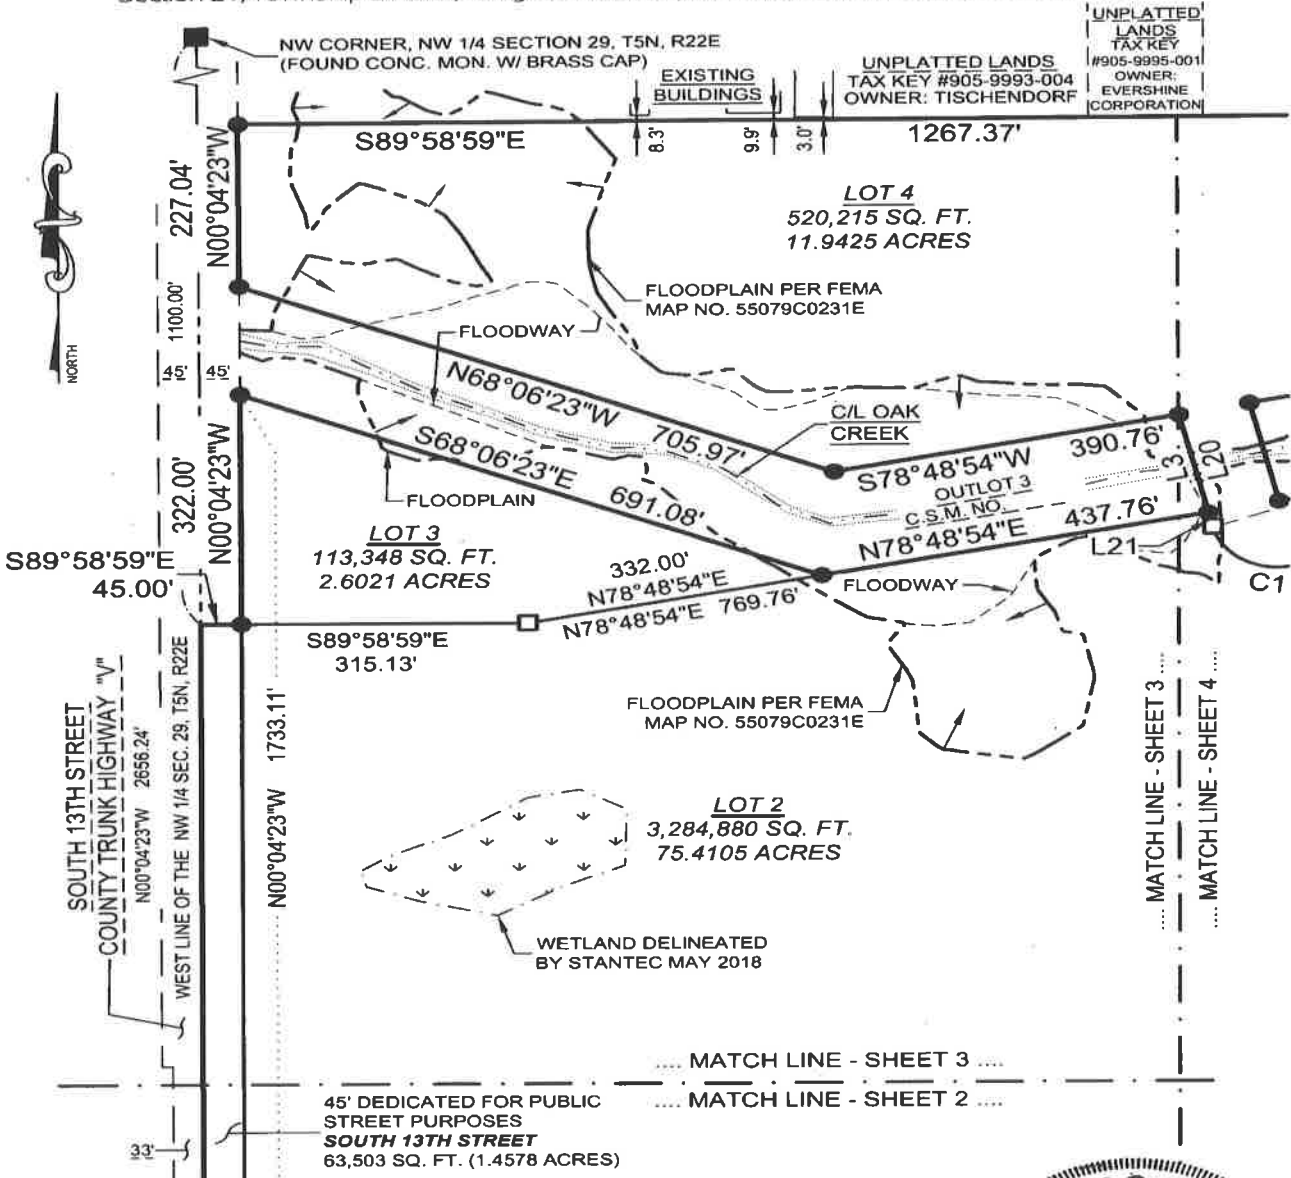 UNPLATTED
LANDS
TAX KEY
#905-9995-001
OWNER:
EVERSHINE
CORPORATION
NW CORNER, NW 1/4 SECTION 29, T5N, R22E
(FOUND CONC. MON. W/ BRASS CAP)
EXISTING
BUILDINGS
UNPLATTED LANDS
TAX KEY #905-9993-004
OWNER: TISCHENDORF
S89°58'59"E
8.3'
9.9'
3.0'
1267.37'
227.04'
N00°04'23"W
LOT 4
520,215 SQ. FT.
11.9425 ACRES
FLOODPLAIN PER FEMA
MAP NO. 55079C0231E
NORTH
1100.00'
45'
45'
FLOODWAY
N68°06'23"W
705.97'
C/L OAK
CREEK
S78°48'54"W
390.76'
L3
L20
OUTLOT 3
C.S.M. NO.
N78°48'54"E
437.76'
L21
C1
322.00'
N00°04'23"W
S68°06'23"E
691.08'
FLOODPLAIN
LOT 3
113,348 SQ. FT.
2.6021 ACRES
S89°58'59"E
45.00'
332.00'
N78°48'54"E
N78°48'54"E 769.76'
FLOODWAY
S89°58'59"E
315.13'
FLOODPLAIN PER FEMA
MAP NO. 55079C0231E
SOUTH 13TH STREET
COUNTY TRUNK HIGHWAY "V"
N00°04'23"W 2656.24'
WEST LINE OF THE NW 1/4 SEC. 29, T5N, R22E
N00°04'23"W 1733.11'
MATCH LINE - SHEET 3 ....
.... MATCH LINE - SHEET 4 ....
LOT 2
3,284,880 SQ. FT.
75.4105 ACRES
WETLAND DELINEATED
BY STANTEC MAY 2018
.... MATCH LINE - SHEET 3 ....
.... MATCH LINE - SHEET 2 ....
45' DEDICATED FOR PUBLIC
STREET PURPOSES
SOUTH 13TH STREET
63,503 SQ. FT. (1.4578 ACRES)
33'